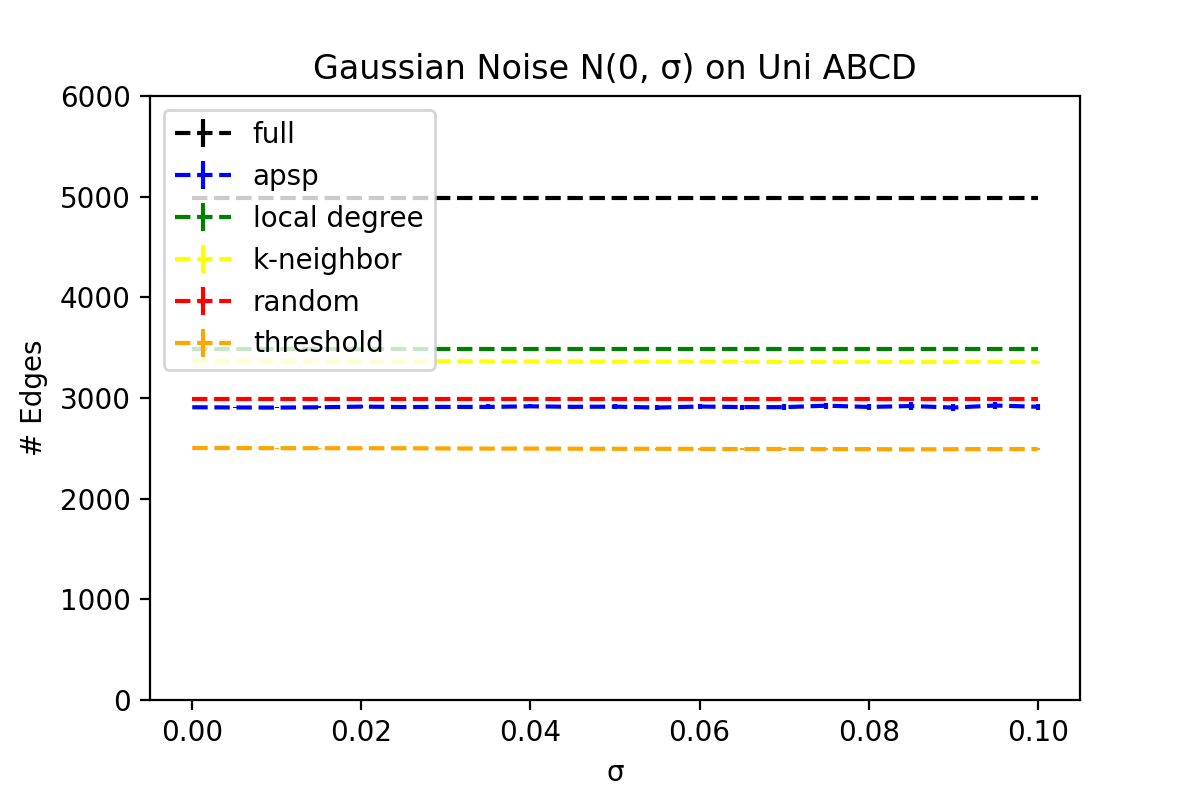 Gaussian Noise N(0, σ) on Uni ABCD
6000
5000
4000
3000
2000
1000
0
# Edges
full
apsp
local degree
k-neighbor
random
threshold
0.00 0.02 0.04 0.06 0.08 0.10
σ